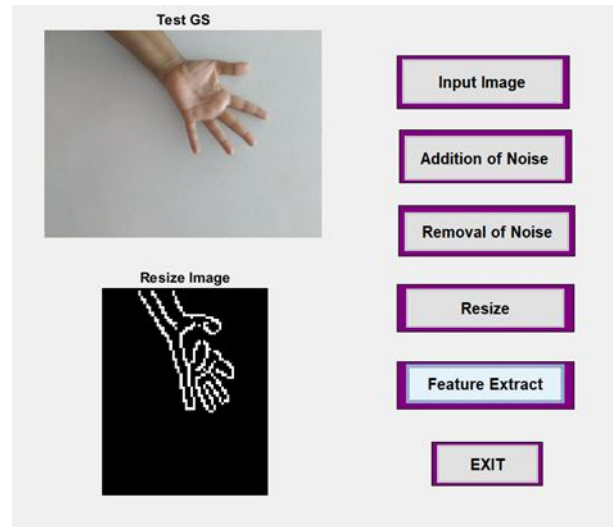 Test GS
Input Image
Addition of Noise
Removal of Noise
Resize Image
Resize
Feature Extract
EXIT